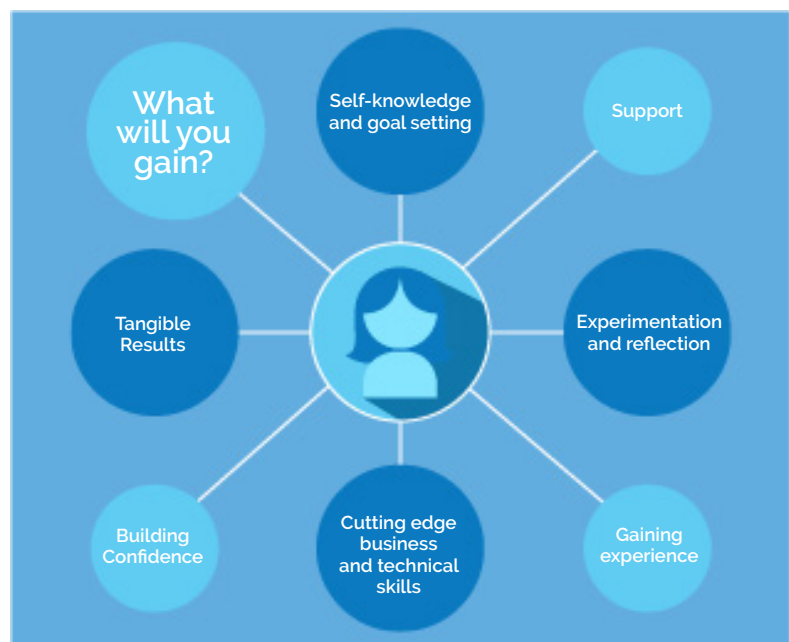 What
will you
gain?
Self-knowledge
and goal setting
Support
Tangible
Results
Experimentation
and reflection
Building
Confidence
Cutting edge
business
and technical
skills
Gaining
experience